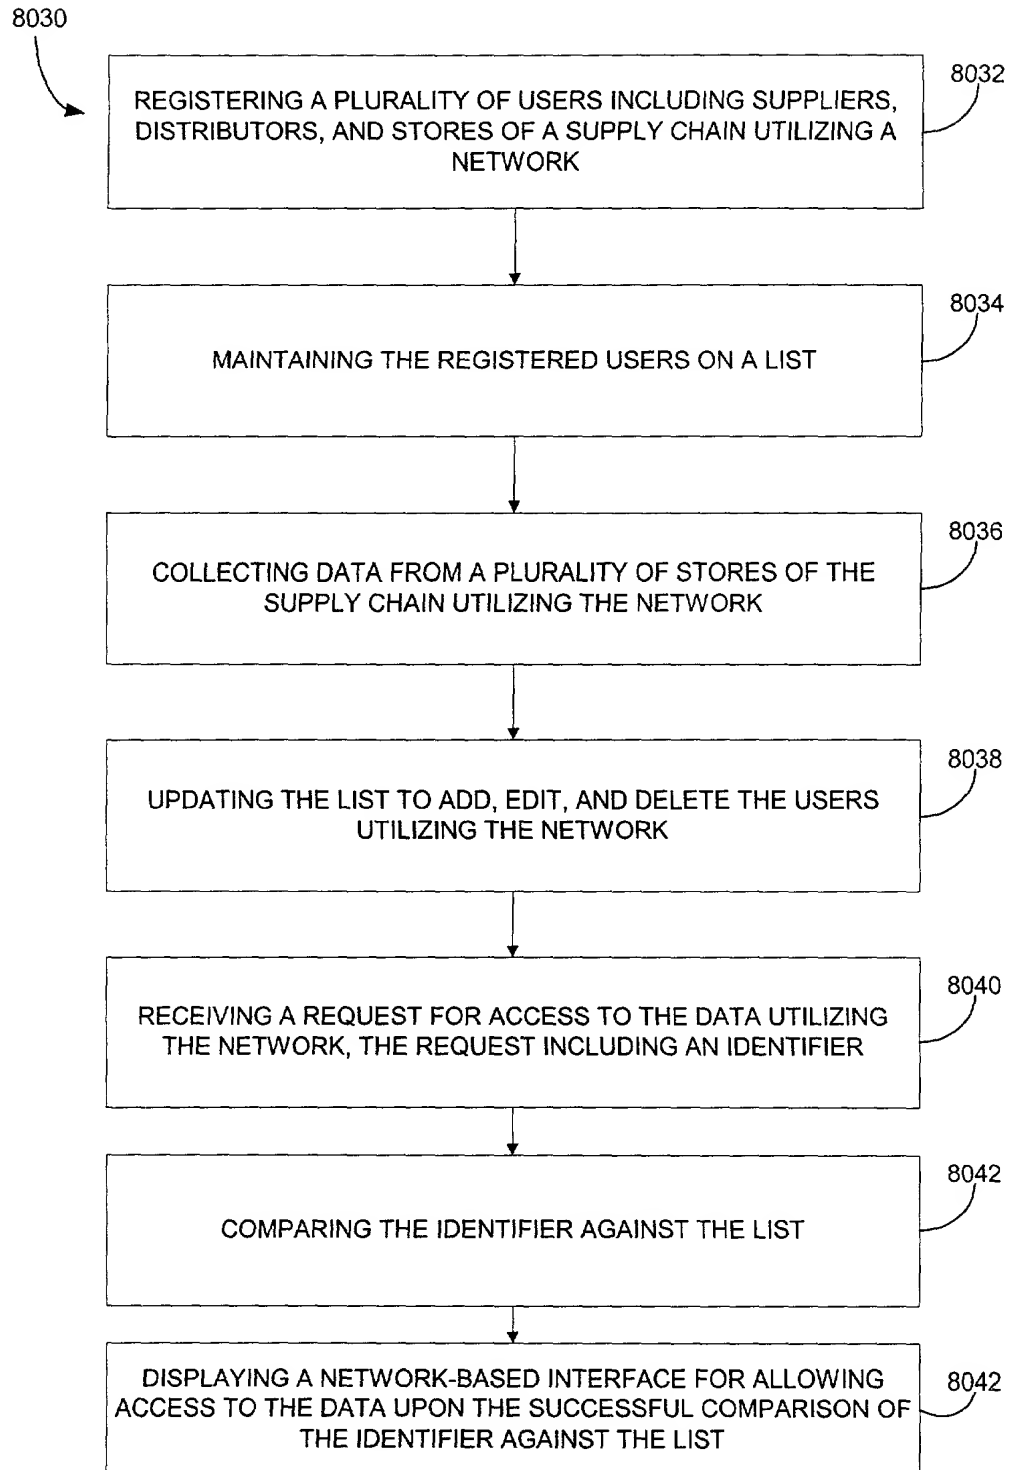 8030
8032
REGISTERING A PLURALITY OF USERS INCLUDING SUPPLIERS,
DISTRIBUTORS, AND STORES OF A SUPPLY CHAIN UTILIZING A
NETWORK
8034
MAINTAINING THE REGISTERED USERS ON A LIST
8036
COLLECTING DATA FROM A PLURALITY OF STORES OF THE
SUPPLY CHAIN UTILIZING THE NETWORK
8038
UPDATING THE LIST TO ADD, EDIT, AND DELETE THE USERS
UTILIZING THE NETWORK
8040
RECEIVING A REQUEST FOR ACCESS TO THE DATA UTILIZING
THE NETWORK, THE REQUEST INCLUDING AN IDENTIFIER
8042
COMPARING THE IDENTIFIER AGAINST THE LIST
8042
DISPLAYING A NETWORK-BASED INTERFACE FOR ALLOWING
ACCESS TO THE DATA UPON THE SUCCESSFUL COMPARISON OF
THE IDENTIFIER AGAINST THE LIST